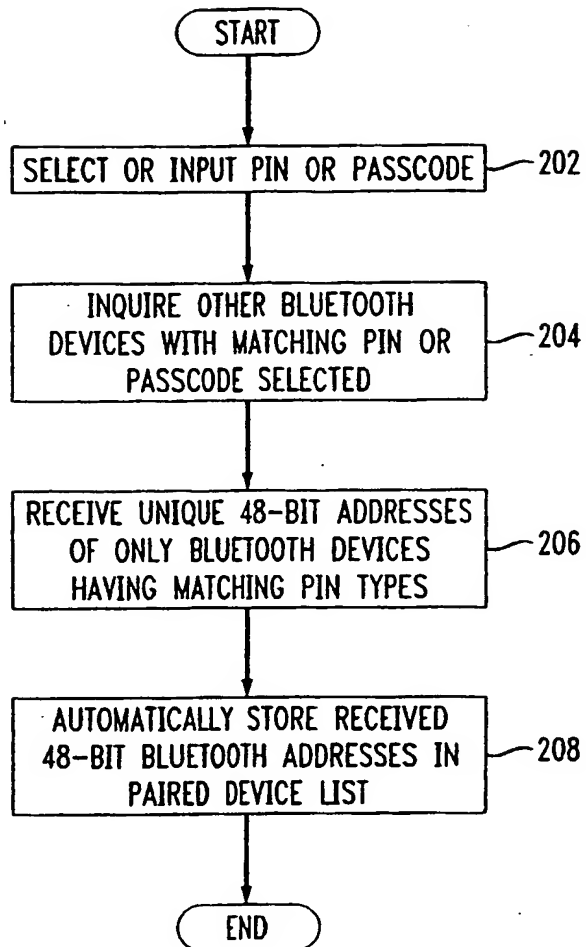 START
SELECT OR INPUT PIN OR PASSCODE
202
INQUIRE OTHER BLUETOOTH
DEVICES WITH MATCHING PIN OR
PASSCODE SELECTED
204
RECEIVE UNIQUE 48-BIT ADDRESSES
OF ONLY BLUETOOTH DEVICES
HAVING MATCHING PIN TYPES
206
AUTOMATICALLY STORE RECEIVED
48-BIT BLUETOOTH ADDRESSES IN
PAIRED DEVICE LIST
208
END